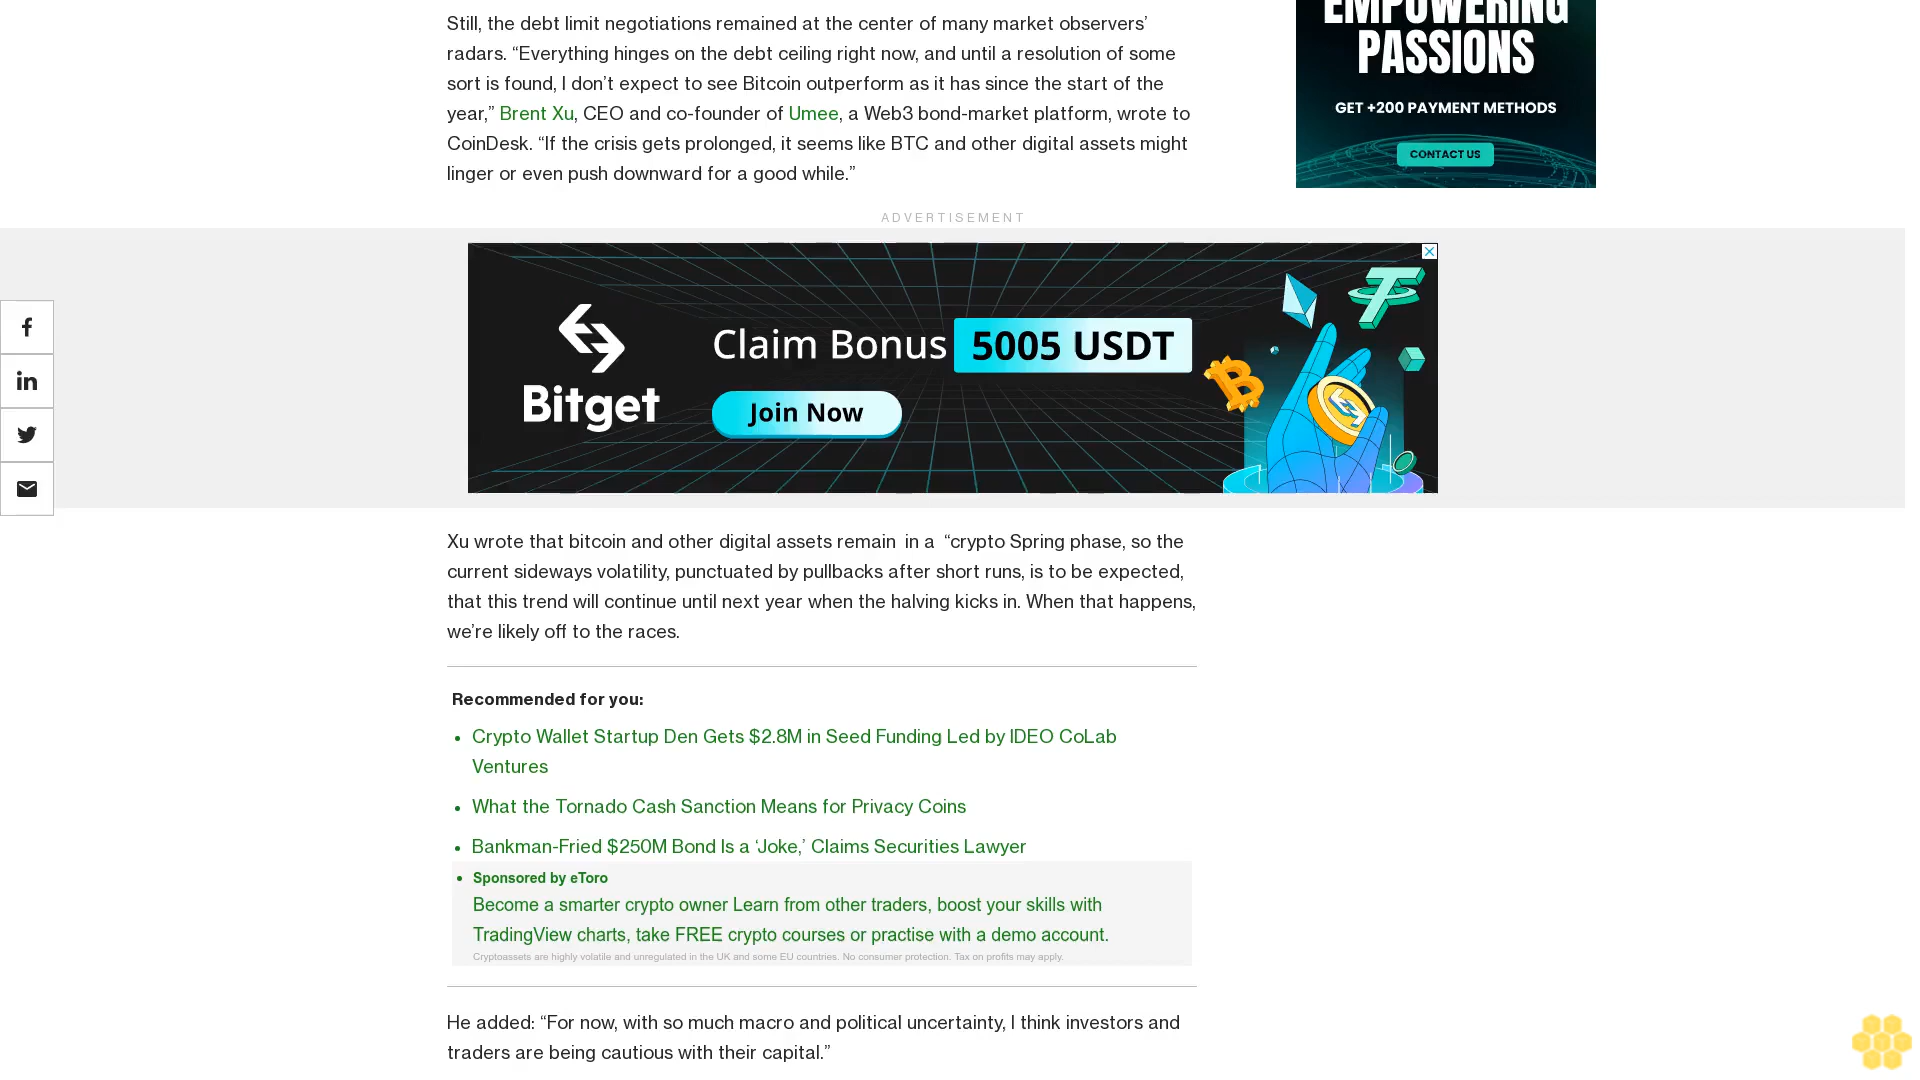 Still, the debt limit negotiations remained at the center of many market observers’
radars. “Everything hinges on the debt ceiling right now, and until a resolution of some
sort is found, I don’t expect to see Bitcoin outperform as it has since the start of the
year,” Brent Xu, CEO and co-founder of Umee, a Web3 bond-market platform, wrote to
CoinDesk. “If the crisis gets prolonged, it seems like BTC and other digital assets might
linger or even push downward for a good while.”
EMPOWERING
PASSIONS
GET +200 PAYMENT METHODS
CONTACT US
ADVERTISEMENT
Bitget
Claim Bonus 5005 USDT
Join Now
Xu wrote that bitcoin and other digital assets remain  in a  “crypto Spring phase, so the
current sideways volatility, punctuated by pullbacks after short runs, is to be expected,
that this trend will continue until next year when the halving kicks in. When that happens,
we’re likely off to the races.
Recommended for you:
• Crypto Wallet Startup Den Gets $2.8M in Seed Funding Led by IDEO CoLab
Ventures
• What the Tornado Cash Sanction Means for Privacy Coins
• Bankman-Fried $250M Bond Is a ‘Joke,’ Claims Securities Lawyer
• Sponsored by eToro
Become a smarter crypto owner Learn from other traders, boost your skills with
TradingView charts, take FREE crypto courses or practise with a demo account.
Cryptoassets are highly volatile and unregulated in the UK and some EU countries. No consumer protection. Tax on profits may apply.
He added: “For now, with so much macro and political uncertainty, I think investors and
traders are being cautious with their capital.”